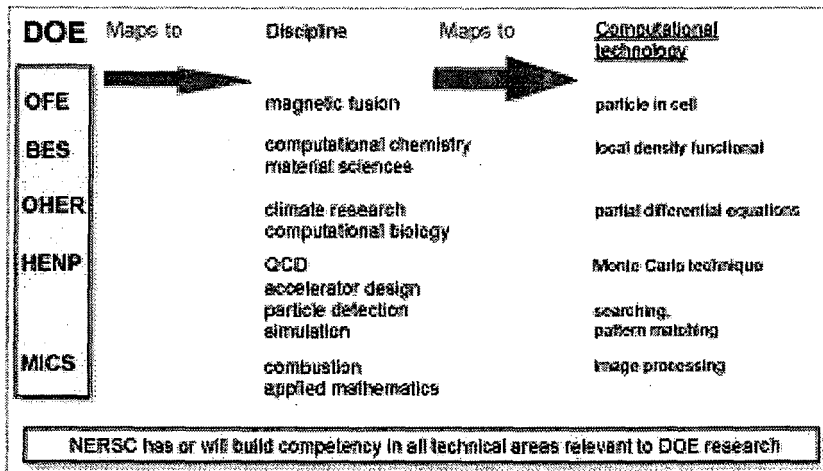 DOE Maps to Discipline Maps to Computational technology
OFE magnetic fusion particle in cell
BES computational chemistry local density functional
material sciences
OHER climate research partial differential equations
computational biology
HENP QCD Monte Carlo technique
accelerator design
particle detection searching,
simulation pattern matching
MICS combustion image processing
applied mathematics
NERSC has or will build competency in all technical areas relevant to DOE research